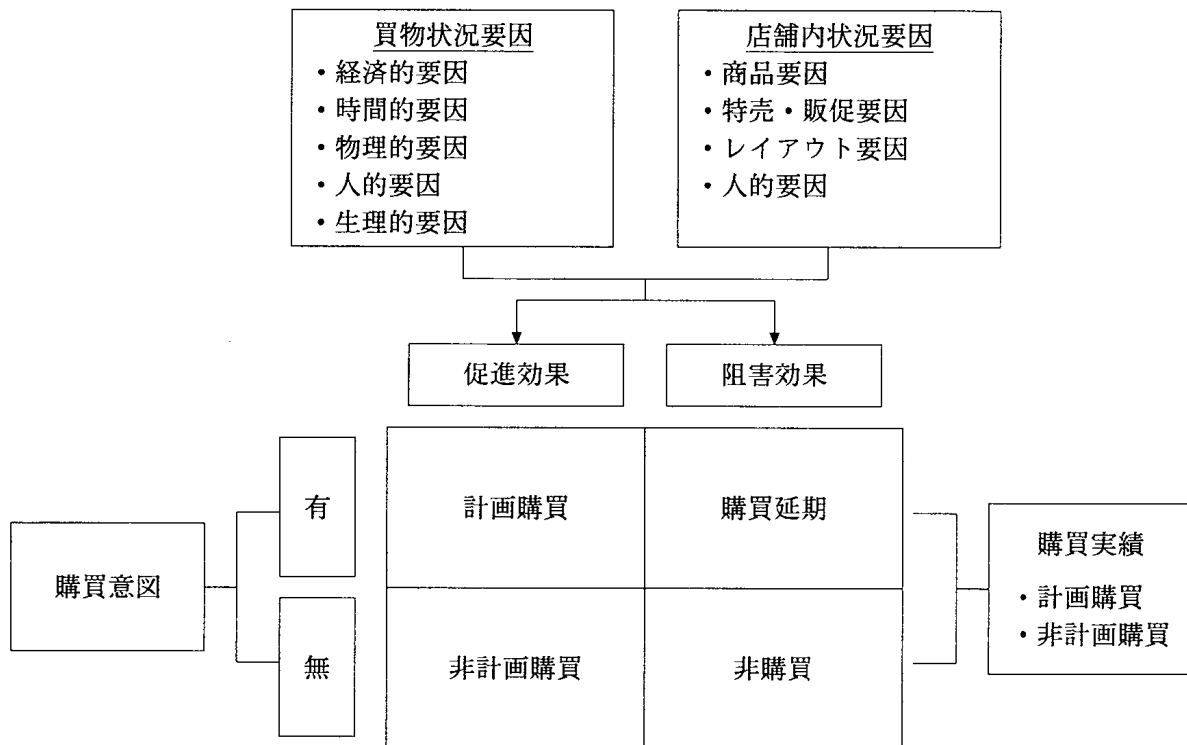 買物状況要因
・経済的要因
・時間的要因
・物理的要因
・人的要因
・生理的要因
店舗内状況要因
・商品要因
・特売・販促要因
・レイアウト要因
・人的要因
促進効果
阻害効果
購買意図
有
無
計画購買
購買延期
非計画購買
非購買
購買実績
・計画購買
・非計画購買